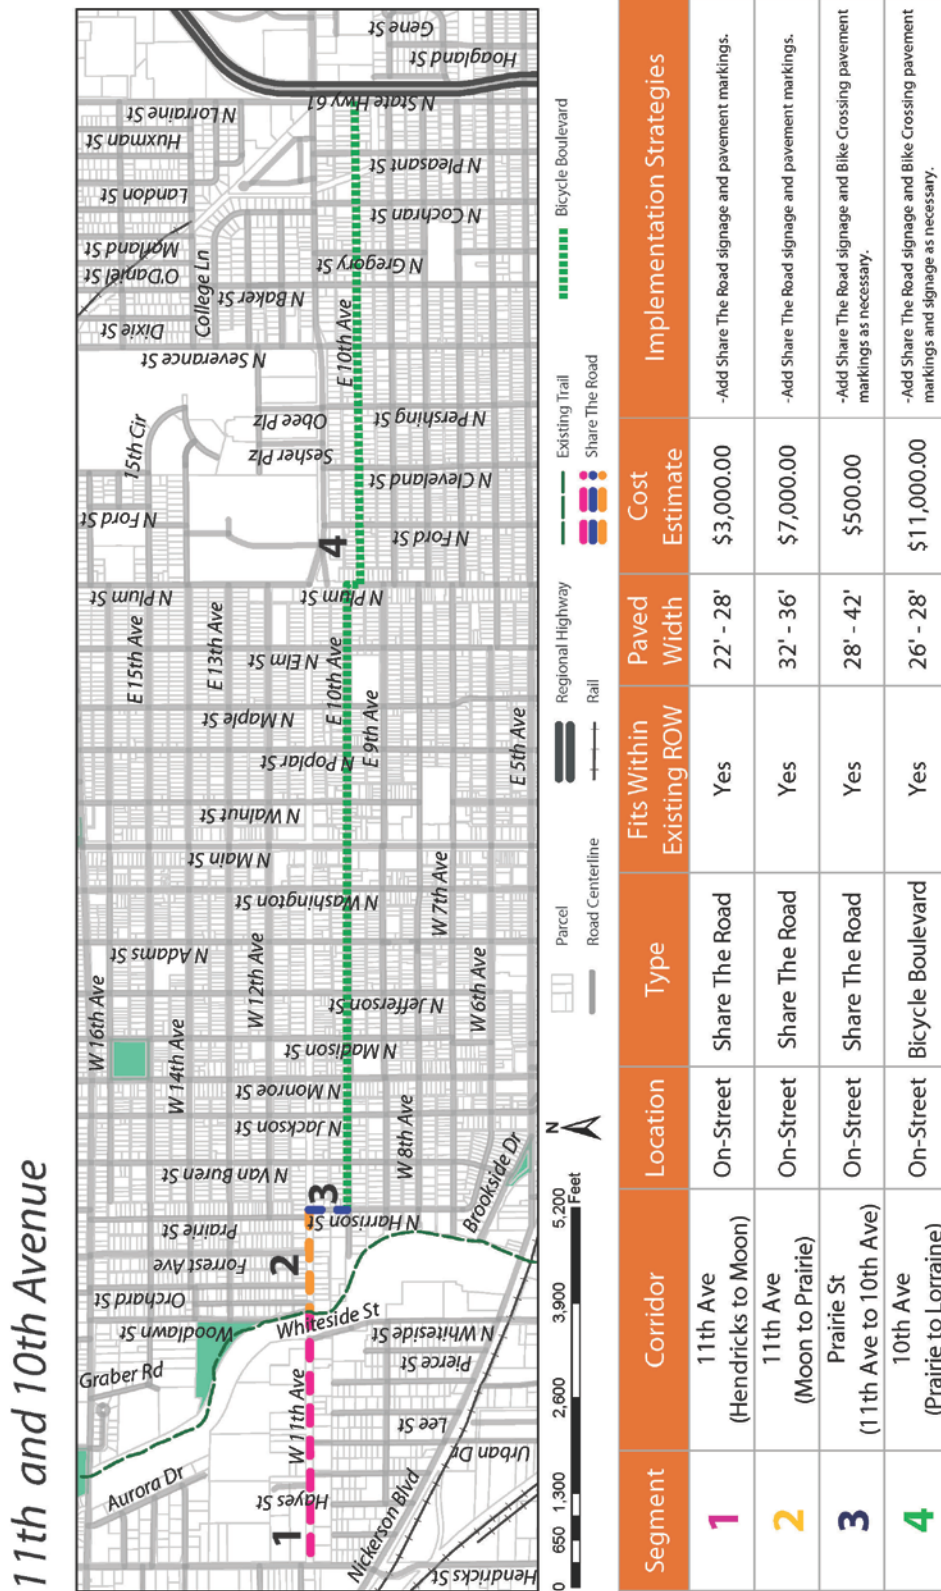 11th and 10th Avenue
Gene St
Hoagland St
N State Hwy 61
N Lorraine St
Huxman St
Landon St
Marland St
O'Daniel St
Dixie St
College Ln
N Baker St
N Severance St
N Pleasant St
N Cochran St
N Gregory St
E 10th Ave
15th Cir
Obee Plz
Sesher Plz
N Pershing St
N Cleveland St
N Ford St
N Ford St
4
N Plum St
N Plum St
N Plum St
E 15th Ave
E 13th Ave
N Elm St
E 10th Ave
N Maple St
E 9th Ave
N Poplar St
E 5th Ave
N Walnut St
N Main St
N Washington St
W 7th Ave
N Adams St
W 16th Ave
W 12th Ave
N Jefferson St
W 6th Ave
W 14th Ave
N Madison St
N Monroe St
N Jackson St
W 8th Ave
N Van Buren St
3
N Harrison St
Brookside Dr
Prairie St
Forrest Ave
2
Orchard St
Woodlawn St
Whiteside St
N Whiteside St
Graber Rd
Pierce St
W 11th Ave
Lee St
Urban Dr
Aurora Dr
Hayes St
1
Nickerson Blvd
Hendricks St
0 650 1,300 2,600 3,900 5,200
Feet
N
Parcel
Road Centerline
Regional Highway
Rail
Existing Trail
Share The Road
Bicycle Boulevard
Segment Corridor Location Type Fits Within Existing ROW Paved Width Cost Estimate Implementation Strategies
1 11th Ave (Hendricks to Moon) On-Street Share The Road Yes 22' - 28' $3,000.00 -Add Share The Road signage and pavement markings.
2 11th Ave (Moon to Prairie) On-Street Share The Road Yes 32' - 36' $7,000.00 -Add Share The Road signage and pavement markings.
3 Prairie St (11th Ave to 10th Ave) On-Street Share The Road Yes 28' - 42' $500.00 -Add Share The Road signage and Bike Crossing pavement
markings as necessary.
4 10th Ave (Prairie to Lorraine) On-Street Bicycle Boulevard Yes 26' - 28' $11,000.00 -Add Share The Road signage and Bike Crossing pavement
markings and signage as necessary.